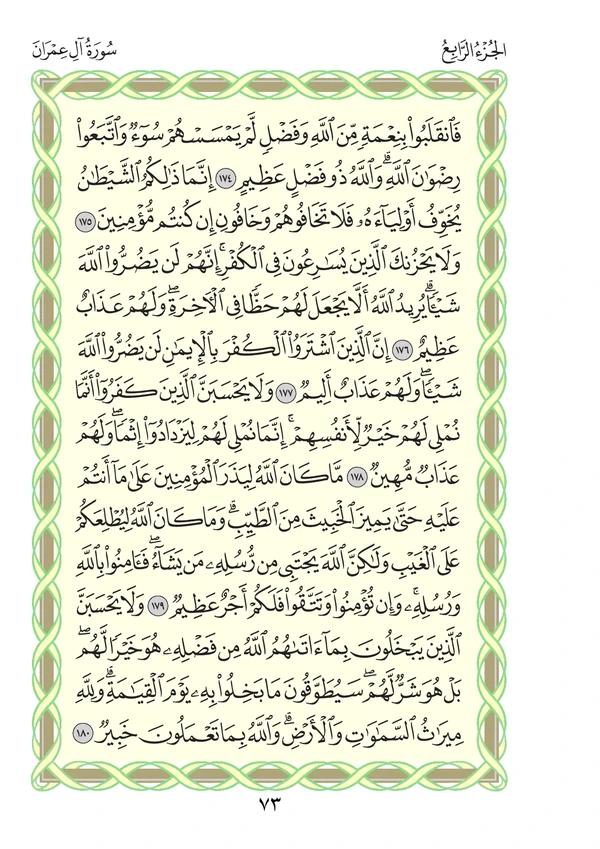 الجُزْءُ الرَّابِعُ
سُورَةُ آلِ عِمْرَانَ
فَٱنقَلَبُوا۟ بِنِعْمَةٍ مِّنَ ٱللَّهِ وَفَضْلٍ لَّمْ يَمْسَسْهُمْ سُوٓءٌ وَٱتَّبَعُوا۟
رِضْوَٰنَ ٱللَّهِ ۗ وَٱللَّهُ ذُو فَضْلٍ عَظِيمٍ ١٧٤ إِنَّمَا ذَٰلِكُمُ ٱلشَّيْطَٰنُ
يُخَوِّفُ أَوْلِيَآءَهُۥ فَلَا تَخَافُوهُمْ وَخَافُونِ إِن كُنتُم مُّؤْمِنِينَ ١٧٥
وَلَا يَحْزُنكَ ٱلَّذِينَ يُسَٰرِعُونَ فِى ٱلْكُفْرِ ۚ إِنَّهُمْ لَن يَضُرُّوا۟ ٱللَّهَ
شَيْـًٔا ۗ يُرِيدُ ٱللَّهُ أَلَّا يَجْعَلَ لَهُمْ حَظًّا فِى ٱلْـَٔاخِرَةِ ۖ وَلَهُمْ عَذَابٌ
عَظِيمٌ ١٧٦ إِنَّ ٱلَّذِينَ ٱشْتَرَوُا۟ ٱلْكُفْرَ بِٱلْإِيمَٰنِ لَن يَضُرُّوا۟ ٱللَّهَ
شَيْـًٔا ۖ وَلَهُمْ عَذَابٌ أَلِيمٌ ١٧٧ وَلَا يَحْسَبَنَّ ٱلَّذِينَ كَفَرُوٓا۟ أَنَّمَا
نُمْلِى لَهُمْ خَيْرٌ لِّأَنفُسِهِمْ ۚ إِنَّمَا نُمْلِى لَهُمْ لِيَزْدَادُوٓا۟ إِثْمًا ۖ وَلَهُمْ
عَذَابٌ مُّهِينٌ ١٧٨ مَّا كَانَ ٱللَّهُ لِيَذَرَ ٱلْمُؤْمِنِينَ عَلَىٰ مَآ أَنتُمْ
عَلَيْهِ حَتَّىٰ يَمِيزَ ٱلْخَبِيثَ مِنَ ٱلطَّيِّبِ ۗ وَمَا كَانَ ٱللَّهُ لِيُطْلِعَكُمْ
عَلَى ٱلْغَيْبِ وَلَٰكِنَّ ٱللَّهَ يَجْتَبِى مِن رُّسُلِهِۦ مَن يَشَآءُ ۖ فَـَٔامِنُوا۟ بِٱللَّهِ
وَرُسُلِهِۦ ۚ وَإِن تُؤْمِنُوا۟ وَتَتَّقُوا۟ فَلَكُمْ أَجْرٌ عَظِيمٌ ١٧٩ وَلَا يَحْسَبَنَّ
ٱلَّذِينَ يَبْخَلُونَ بِمَآ ءَاتَىٰهُمُ ٱللَّهُ مِن فَضْلِهِۦ هُوَ خَيْرًا لَّهُم ۖ
بَلْ هُوَ شَرٌّ لَّهُمْ ۖ سَيُطَوَّقُونَ مَا بَخِلُوا۟ بِهِۦ يَوْمَ ٱلْقِيَٰمَةِ ۗ وَلِلَّهِ
مِيرَٰثُ ٱلسَّمَٰوَٰتِ وَٱلْأَرْضِ ۗ وَٱللَّهُ بِمَا تَعْمَلُونَ خَبِيرٌ ١٨٠
٧٣